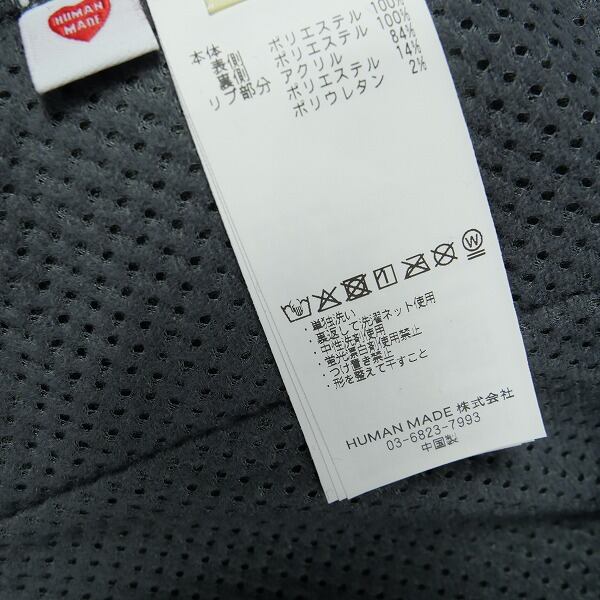 HUMAN
MADE
本体
表側 ポリエステル 100%
裏側 ポリエステル 100%
リブ部分 アクリル 84%
ポリエステル 14%
ポリウレタン 2%
W
・単独洗い
・裏返して洗濯ネット使用
・中性洗剤使用
・蛍光漂白剤使用禁止
・つけ置き禁止
・形を整えて干すこと
HUMAN MADE 株式会社
03-6823-7993
中国製